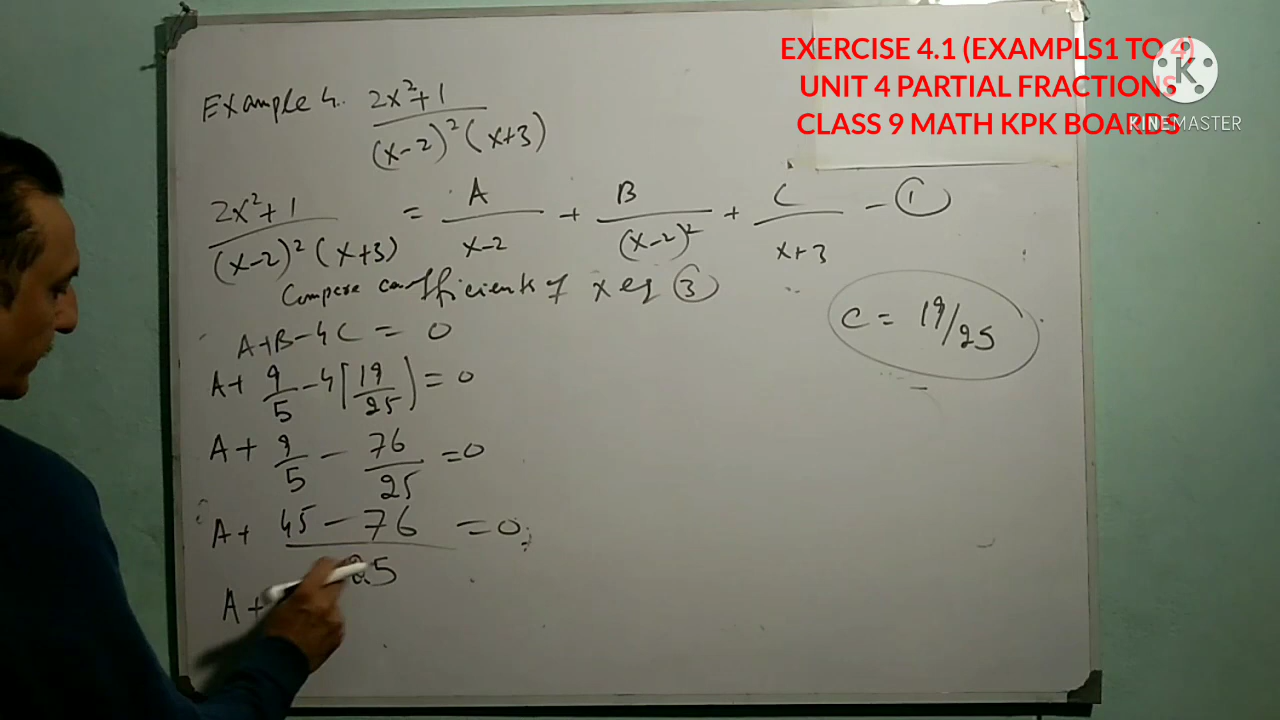 EXERCISE 4.1 (EXAMPLS1 TO 4)
UNIT 4 PARTIAL FRACTIONS
CLASS 9 MATH KPK BOARDS
KINEMASTER
Example 4. 2x²+1 / (x-2)² (x+3)
2x²+1 / (x-2)² (x+3) = A / x-2 + B / (x-2)² + C / x+3 - ①
Compere coefficients of x eq ③
A+B-4C = 0
C = 19/25
A+ 9/5 - 4(19/25) = 0
A+ 9/5 - 76/25 = 0
A+ 45-76 / 25 = 0
A+